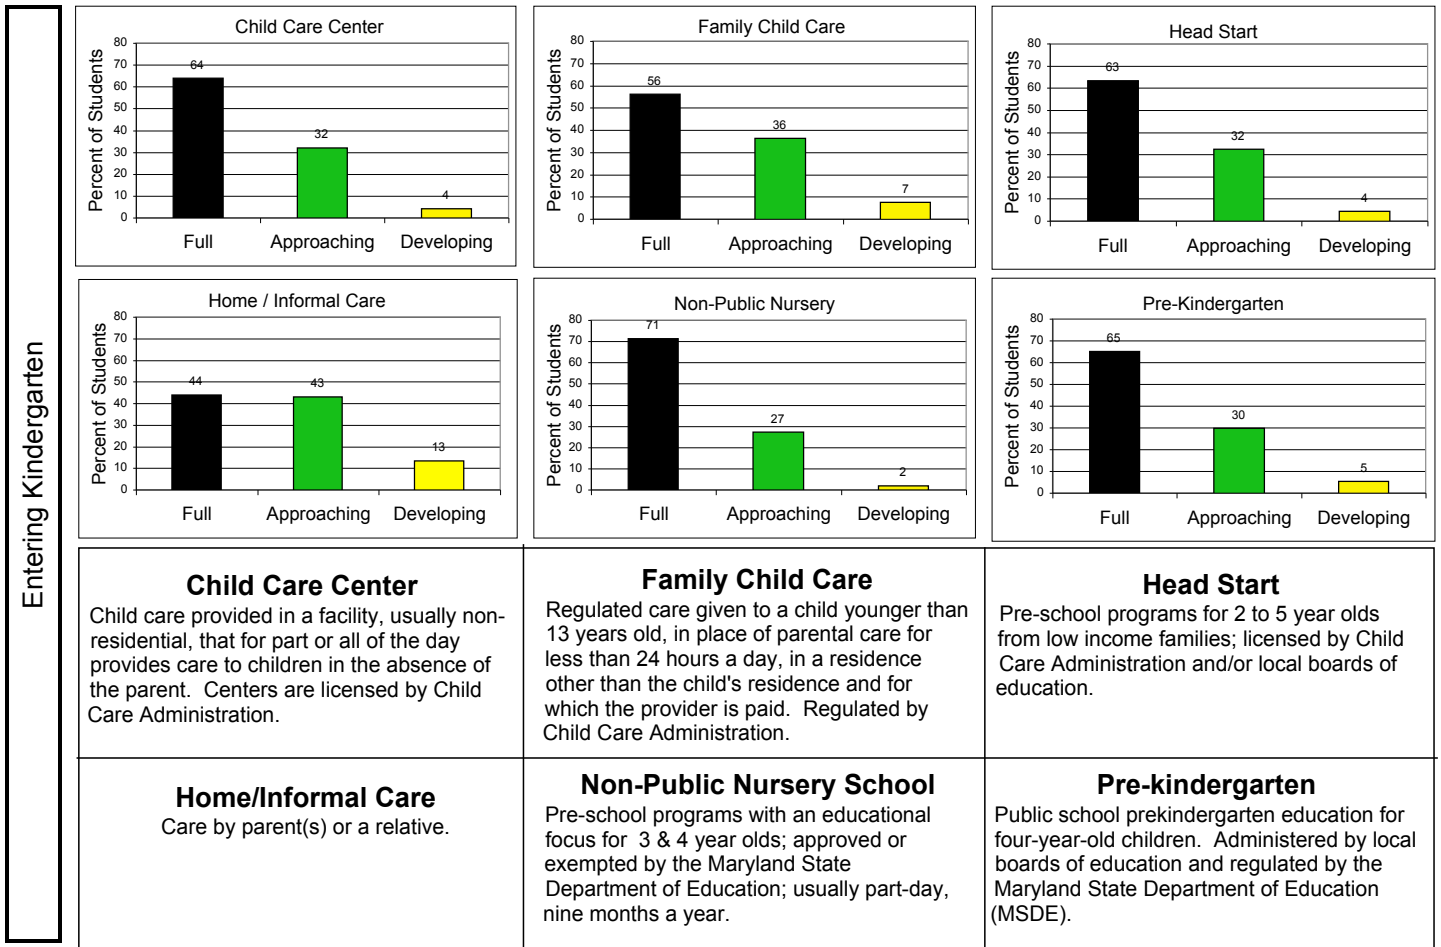 Entering Kindergarten
Child Care Center
Percent of Students
80
70
60
50
40
30
20
10
0
64
32
4
Full Approaching Developing
Family Child Care
Percent of Students
80
70
60
50
40
30
20
10
0
56
36
7
Full Approaching Developing
Head Start
Percent of Students
80
70
60
50
40
30
20
10
0
63
32
4
Full Approaching Developing
Home / Informal Care
Percent of Students
80
70
60
50
40
30
20
10
0
44
43
13
Full Approaching Developing
Non-Public Nursery
Percent of Students
80
70
60
50
40
30
20
10
0
71
27
2
Full Approaching Developing
Pre-Kindergarten
Percent of Students
80
70
60
50
40
30
20
10
0
65
30
5
Full Approaching Developing
Child Care Center
Child care provided in a facility, usually non-
residential, that for part or all of the day
provides care to children in the absence of
the parent. Centers are licensed by Child
Care Administration.
Family Child Care
Regulated care given to a child younger than
13 years old, in place of parental care for
less than 24 hours a day, in a residence
other than the child's residence and for
which the provider is paid. Regulated by
Child Care Administration.
Head Start
Pre-school programs for 2 to 5 year olds
from low income families; licensed by Child
Care Administration and/or local boards of
education.
Home/Informal Care
Care by parent(s) or a relative.
Non-Public Nursery School
Pre-school programs with an educational
focus for 3 & 4 year olds; approved or
exempted by the Maryland State
Department of Education; usually part-day,
nine months a year.
Pre-kindergarten
Public school prekindergarten education for
four-year-old children. Administered by local
boards of education and regulated by the
Maryland State Department of Education
(MSDE).